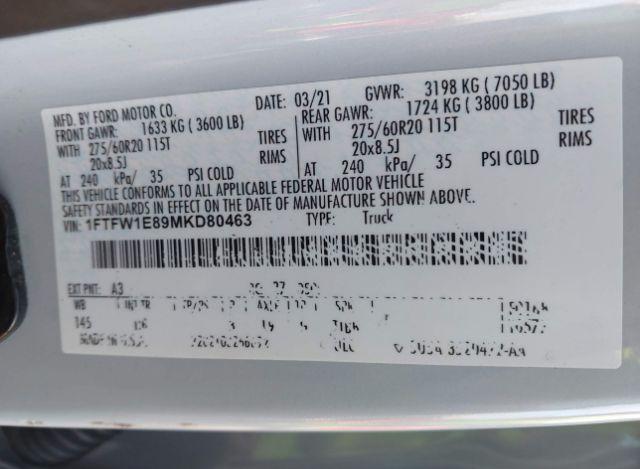 MFD. BY FORD MOTOR CO. DATE: 03/21 GVWR: 3198 KG ( 7050 LB)
FRONT GAWR: 1633 KG ( 3600 LB) REAR GAWR: 1724 KG ( 3800 LB)
WITH 275/60R20 115T TIRES WITH 275/60R20 115T TIRES
20x8.5J RIMS 20x8.5J RIMS
AT 240 kPa/ 35 PSI COLD AT 240 kPa/ 35 PSI COLD
THIS VEHICLE CONFORMS TO ALL APPLICABLE FEDERAL MOTOR VEHICLE
SAFETY STANDARDS IN EFFECT ON THE DATE OF MANUFACTURE SHOWN ABOVE.
VIN: 1FTFW1E89MKD80463 TYPE: Truck
EXT PNT: A3
WB
145